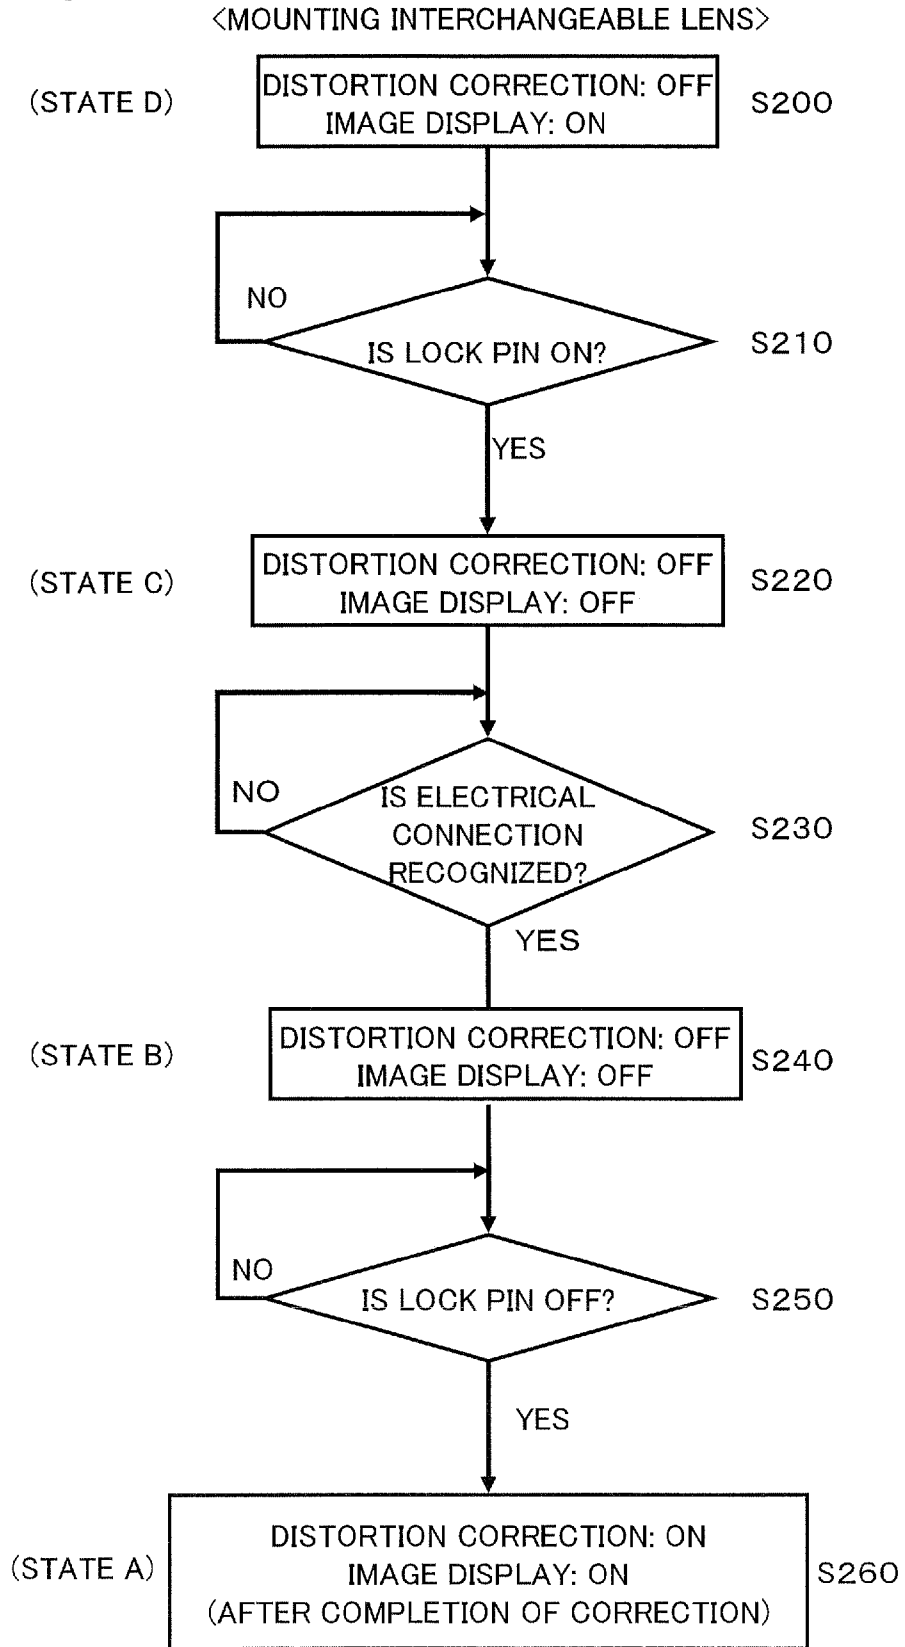 <MOUNTING INTERCHANGEABLE LENS>
(STATE D)
DISTORTION CORRECTION: OFF
IMAGE DISPLAY: ON
S200
NO
IS LOCK PIN ON?
S210
YES
(STATE C)
DISTORTION CORRECTION: OFF
IMAGE DISPLAY: OFF
S220
NO
IS ELECTRICAL
CONNECTION
RECOGNIZED?
S230
YES
(STATE B)
DISTORTION CORRECTION: OFF
IMAGE DISPLAY: OFF
S240
NO
IS LOCK PIN OFF?
S250
YES
(STATE A)
DISTORTION CORRECTION: ON
IMAGE DISPLAY: ON
(AFTER COMPLETION OF CORRECTION)
S260